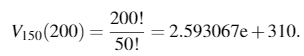 V₁₅₀(200) = 200!/50! = 2.593067e + 310.